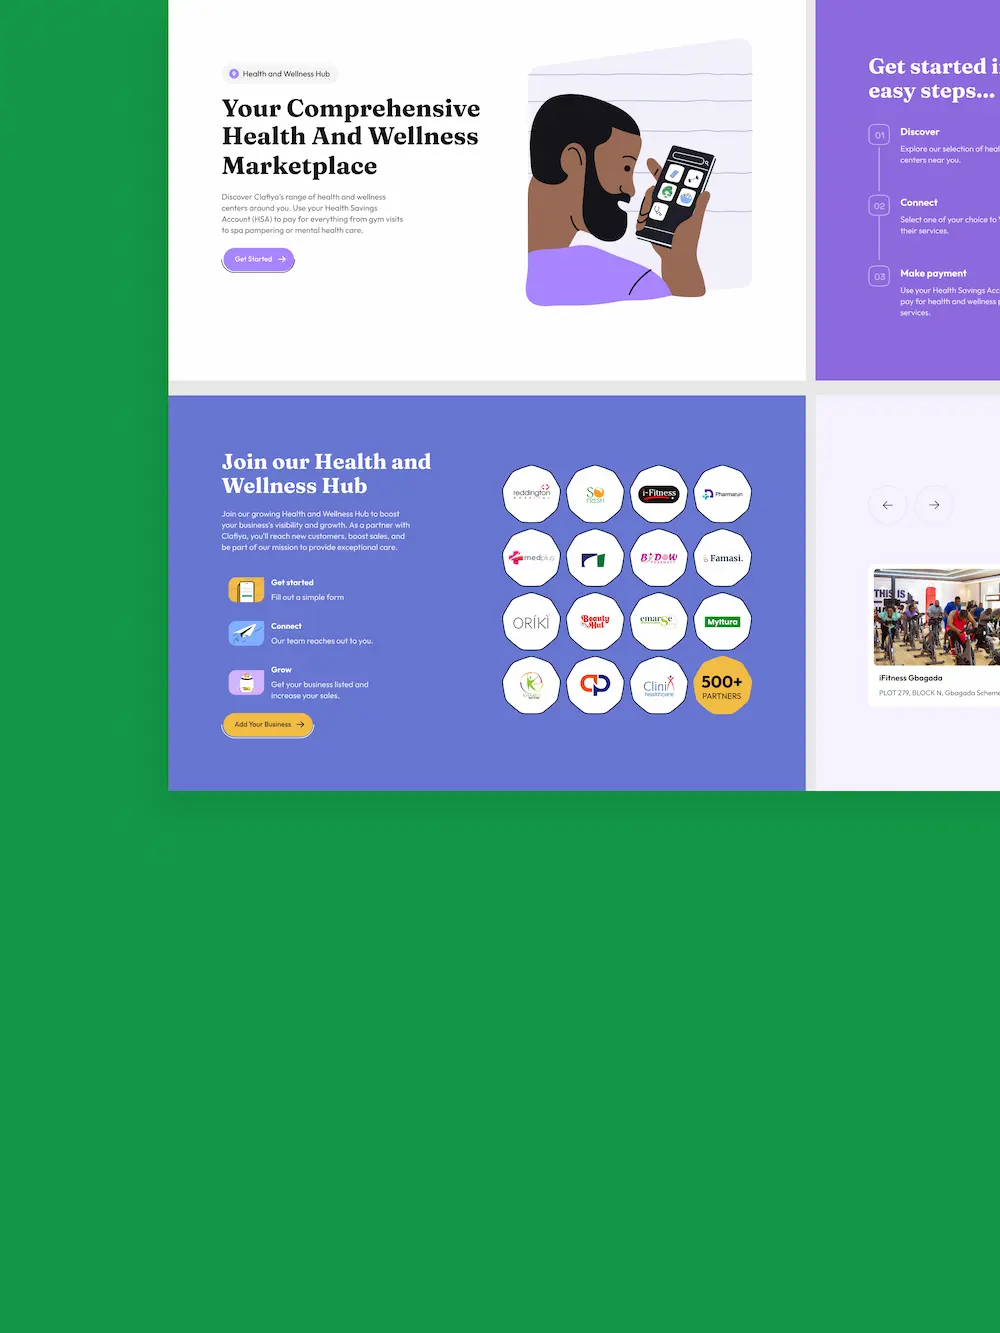 Health and Wellness Hub
Your Comprehensive
Health And Wellness
Marketplace
Discover Clafiya's range of health and wellness
centers around you. Use your Health Savings
Account (HSA) to pay for everything from gym visits
to spa pampering or mental health care.
Get Started
Get started i
easy steps...
01
Discover
Explore our selection of heal
centers near you.
02
Connect
Select one of your choice to
their services.
03
Make payment
Use your Health Savings Acc
pay for health and wellness p
services.
Join our Health and
Wellness Hub
Join our growing Health and Wellness Hub to boost
your business's visibility and growth. As a partner with
Clafiya, you'll reach new customers, boost sales, and
be part of our mission to provide exceptional care.
Get started
Fill out a simple form
Connect
Our team reaches out to you.
Grow
Get your business listed and
increase your sales.
Add Your Business
reddington
HOSPITAL
SO
FRESH
i-Fitness
Pharmarun
medplus
Famasi.
ORÍKÌ
Beauty
Hut
emarge
Myltura
Clini
healthcare
500+
PARTNERS
THIS IS
iFitness Gbagada
PLOT 279, BLOCK N, Gbagada Scheme